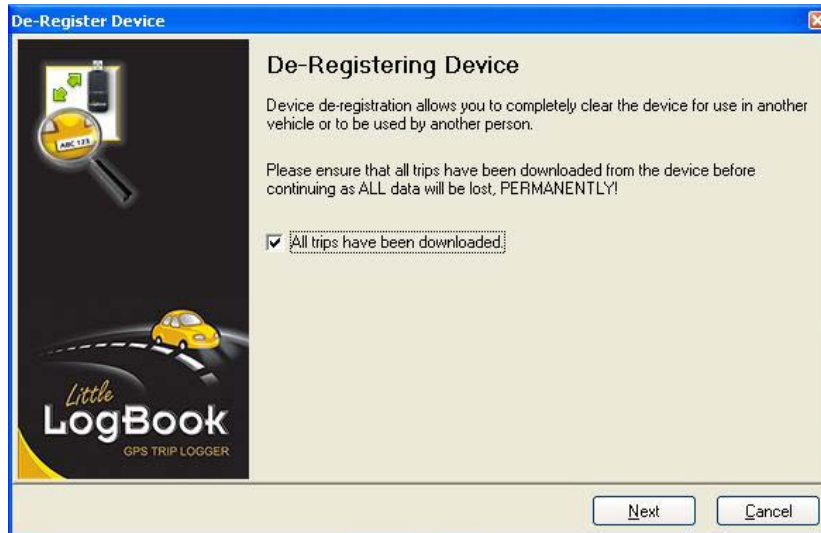 De-Register Device
De-Registering Device
Device de-registration allows you to completely clear the device for use in another
vehicle or to be used by another person.
Please ensure that all trips have been downloaded from the device before
continuing as ALL data will be lost, PERMANENTLY!
All trips have been downloaded.
ABC 123
Little
LogBook
GPS TRIP LOGGER
Next
Cancel